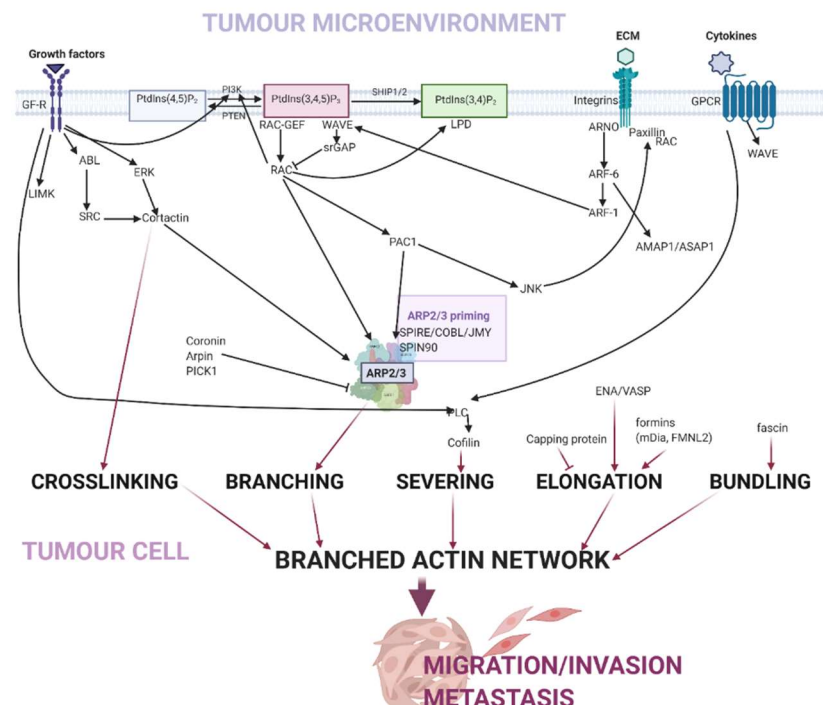 TUMOUR MICROENVIRONMENT
Growth factors
ECM
Cytokines
GF-R
PtdIns(4,5)P₂
PI3K
PTEN
PtdIns(3,4,5)P₃
SHIP1/2
PtdIns(3,4)P₂
Integrins
GPCR
RAC-GEF
WAVE
LPD
ARNO
Paxillin
RAC
srGAP
WAVE
ABL
ERK
RAC
ARF-6
LIMK
SRC
Cortactin
ARF-1
PAC1
AMAP1/ASAP1
JNK
ARP2/3 priming
SPIRE/COBL/JMY
SPIN90
Coronin
Arpin
PICK1
ARP2/3
PLC
ENA/VASP
Cofilin
Capping protein
formins
(mDia, FMNL2)
fascin
CROSSLINKING
BRANCHING
SEVERING
ELONGATION
BUNDLING
TUMOUR CELL
BRANCHED ACTIN NETWORK
MIGRATION/INVASION
METASTASIS